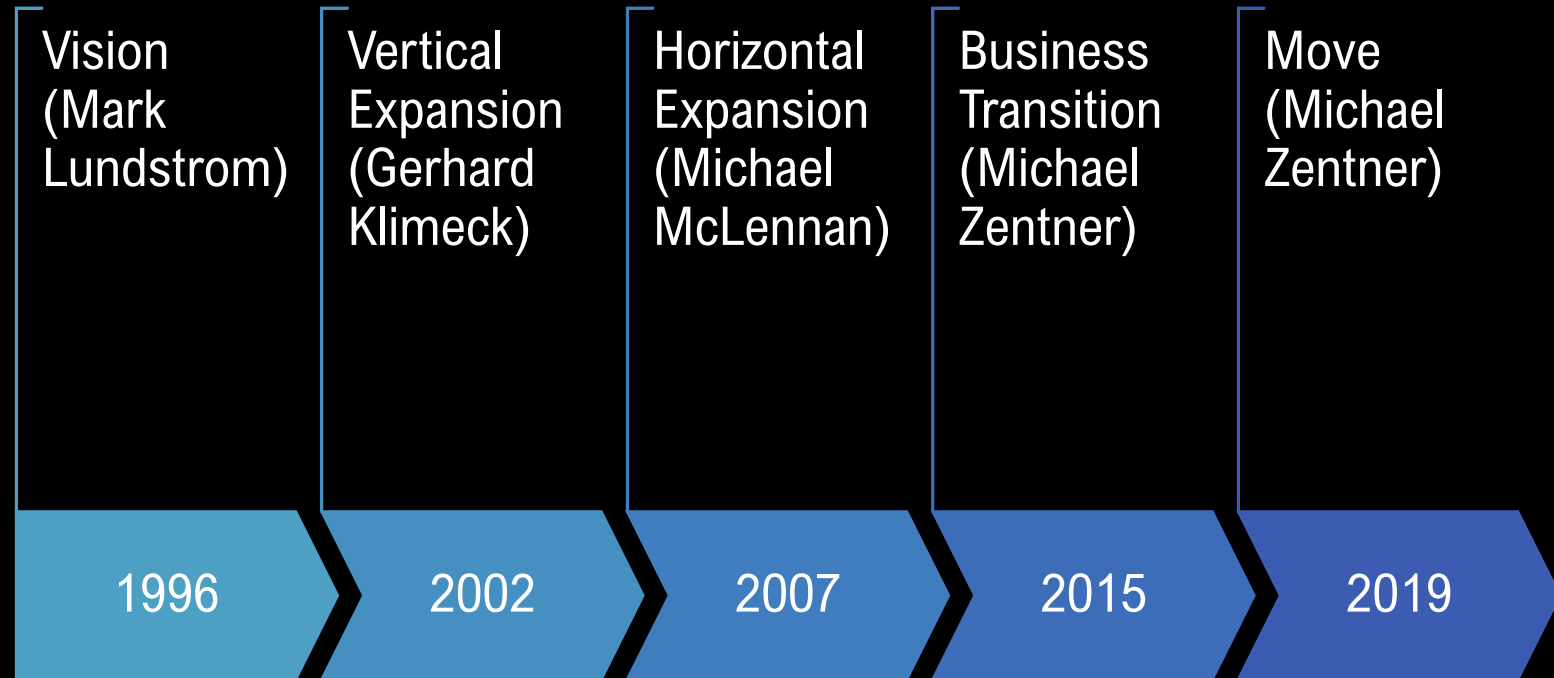 Vision
(Mark
Lundstrom)
Vertical
Expansion
(Gerhard
Klimeck)
Horizontal
Expansion
(Michael
McLennan)
Business
Transition
(Michael
Zentner)
Move
(Michael
Zentner)
1996
2002
2007
2015
2019